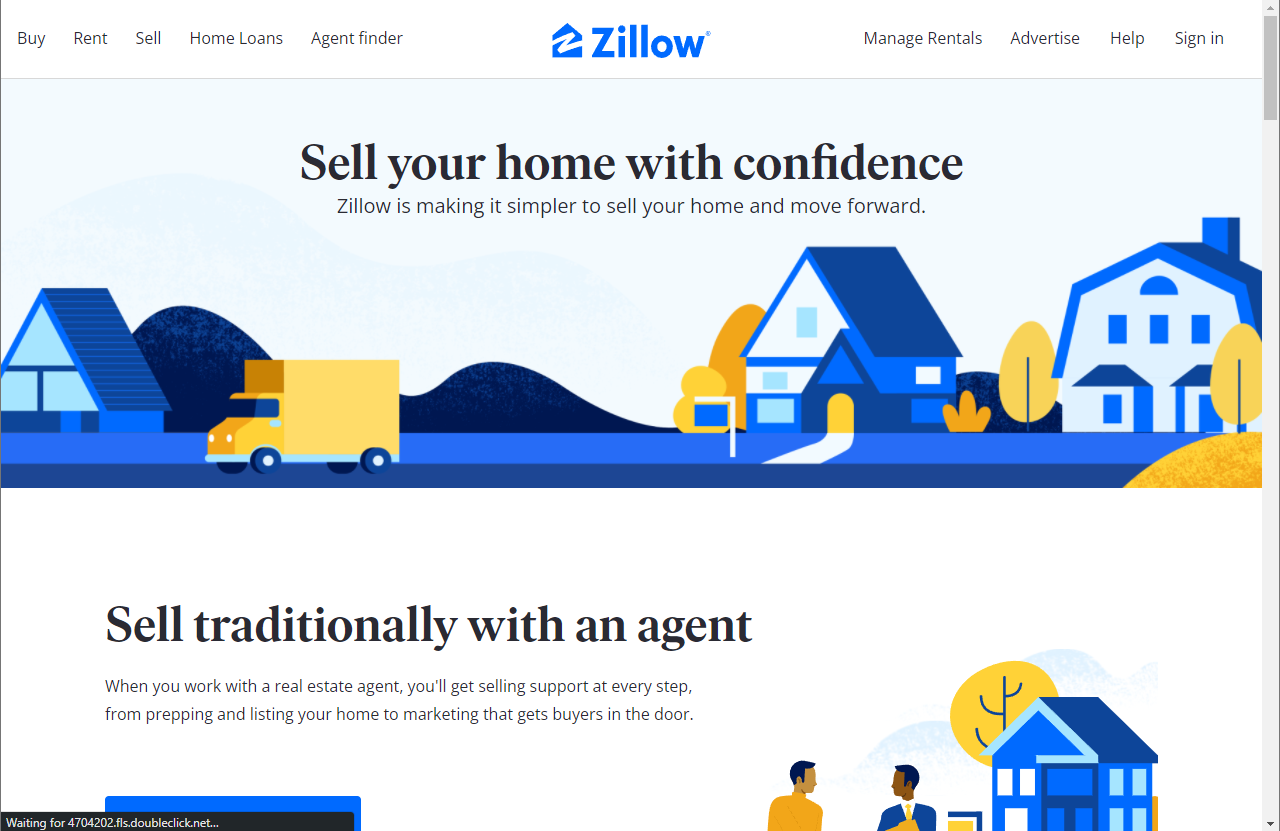 Buy Rent Sell Home Loans Agent finder Zillow® Manage Rentals Advertise Help Sign in
Sell your home with confidence
Zillow is making it simpler to sell your home and move forward.
Sell traditionally with an agent
When you work with a real estate agent, you'll get selling support at every step,
from prepping and listing your home to marketing that gets buyers in the door.
Waiting for 4704202.fls.doubleclick.net...